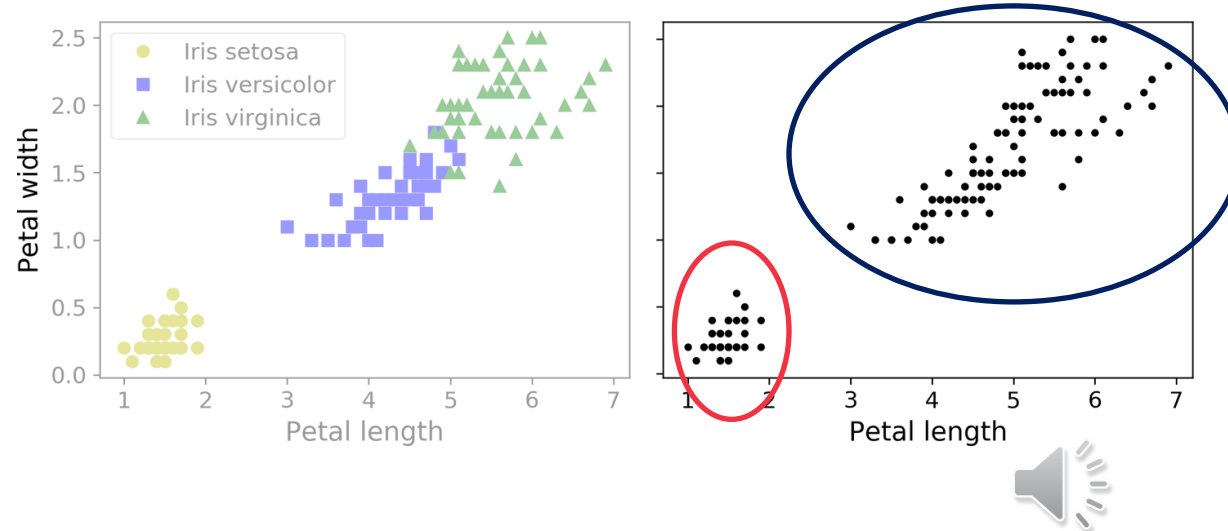 2.5
2.0
1.5
1.0
0.5
0.0
Petal width
Iris setosa
Iris versicolor
Iris virginica
1 2 3 4 5 6 7
Petal length
1 2 3 4 5 6 7
Petal length